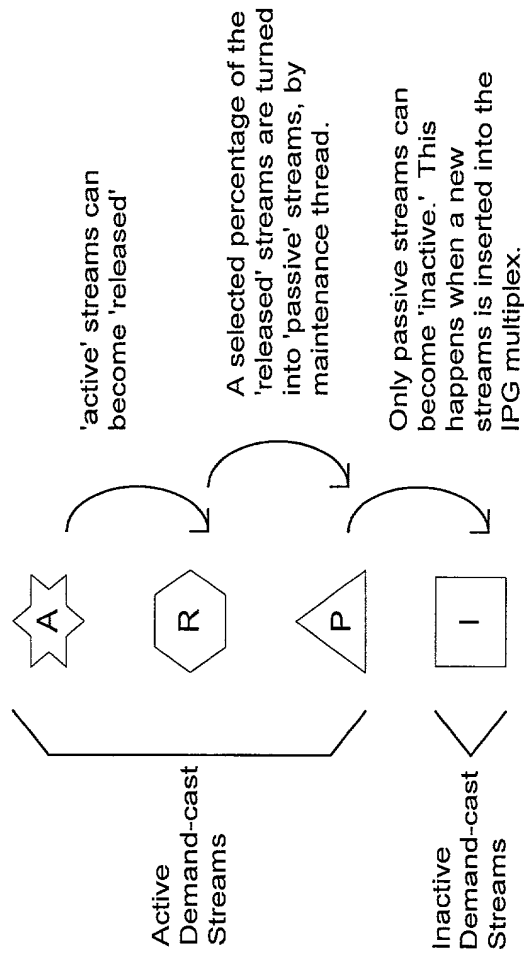 Active
Demand-cast
Streams
A
R
P
'active' streams can
become 'released'
A selected percentage of the
'released' streams are turned
into 'passive' streams, by
maintenance thread.
Inactive
Demand-cast
Streams
I
Only passive streams can
become 'inactive.' This
happens when a new
streams is inserted into the
IPG multiplex.